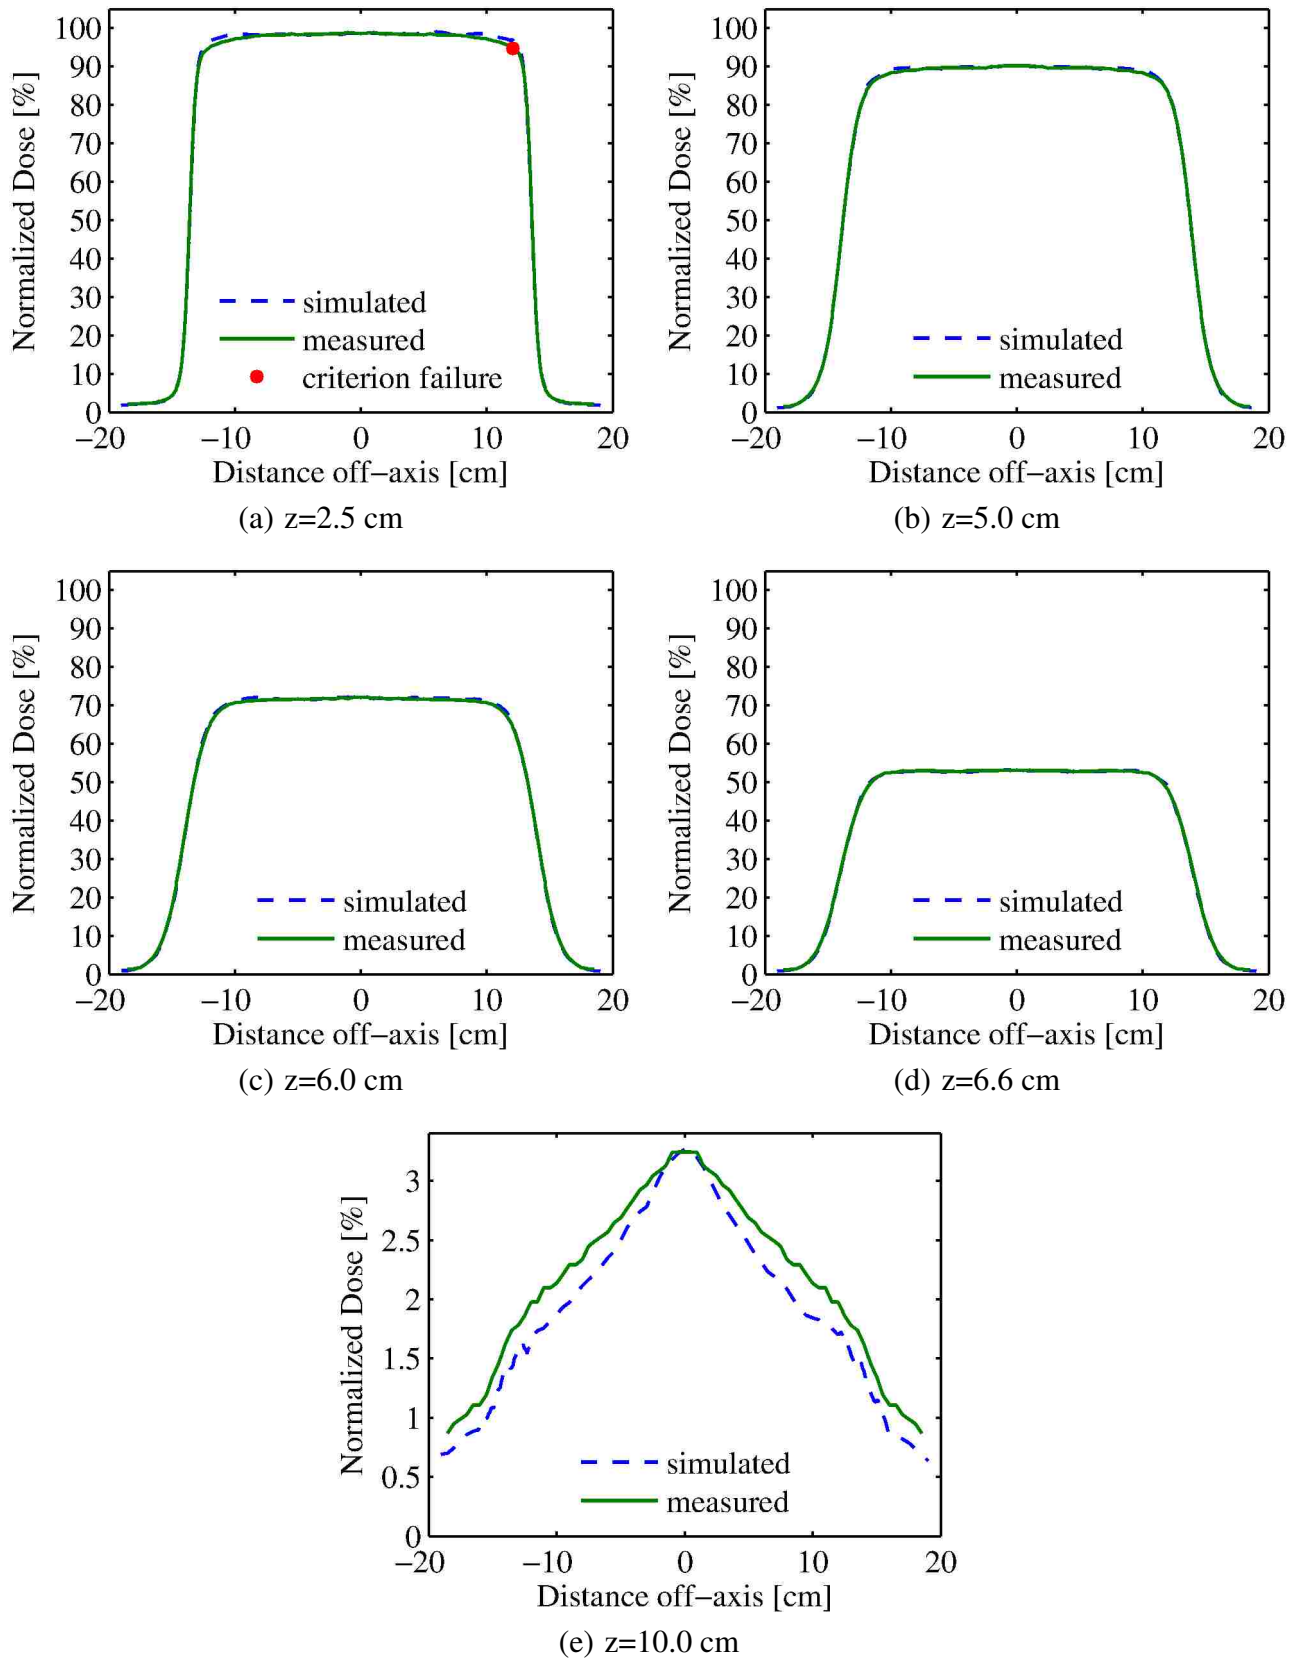 100
90
80
70
60
50
40
30
20
10
0
Normalized Dose [%]
simulated
measured
criterion failure
−20 −10 0 10 20
Distance off−axis [cm]
(a) z=2.5 cm
100
90
80
70
60
50
40
30
20
10
0
Normalized Dose [%]
simulated
measured
−20 −10 0 10 20
Distance off−axis [cm]
(b) z=5.0 cm
100
90
80
70
60
50
40
30
20
10
0
Normalized Dose [%]
simulated
measured
−20 −10 0 10 20
Distance off−axis [cm]
(c) z=6.0 cm
100
90
80
70
60
50
40
30
20
10
0
Normalized Dose [%]
simulated
measured
−20 −10 0 10 20
Distance off−axis [cm]
(d) z=6.6 cm
3
2.5
2
1.5
1
0.5
0
Normalized Dose [%]
simulated
measured
−20 −10 0 10 20
Distance off−axis [cm]
(e) z=10.0 cm